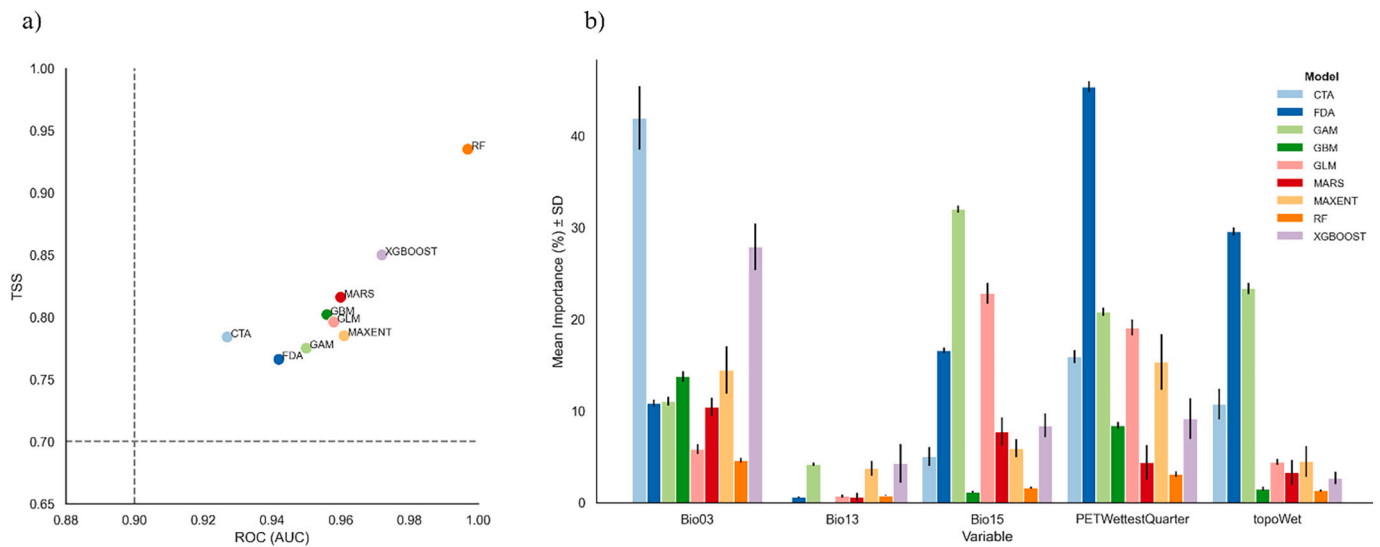 a)
1.00
0.95
0.90
0.85
0.80
0.75
0.70
0.65
TSS
RF
XGBOOST
MARS
GBM
GLM
CTA
MAXENT
GAM
FDA
0.88
0.90
0.92
0.94
0.96
0.98
1.00
ROC (AUC)
b)
40
30
20
10
0
Mean Importance (%) ± SD
Model
CTA
FDA
GAM
GBM
GLM
MARS
MAXENT
RF
XGBOOST
Bio03
Bio13
Bio15
PETWettestQuarter
topoWet
Variable